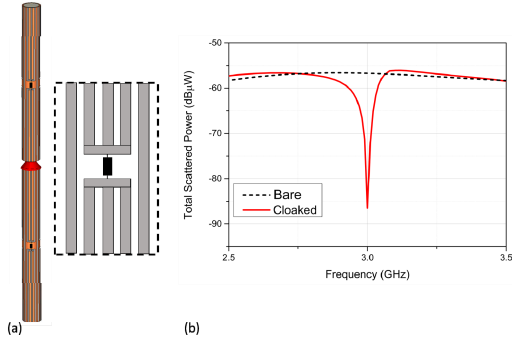 (a)
(b)
Total Scattered Power (dBμW)
-50
-60
-70
-80
-90
Bare
Cloaked
2.5
3.0
3.5
Frequency (GHz)